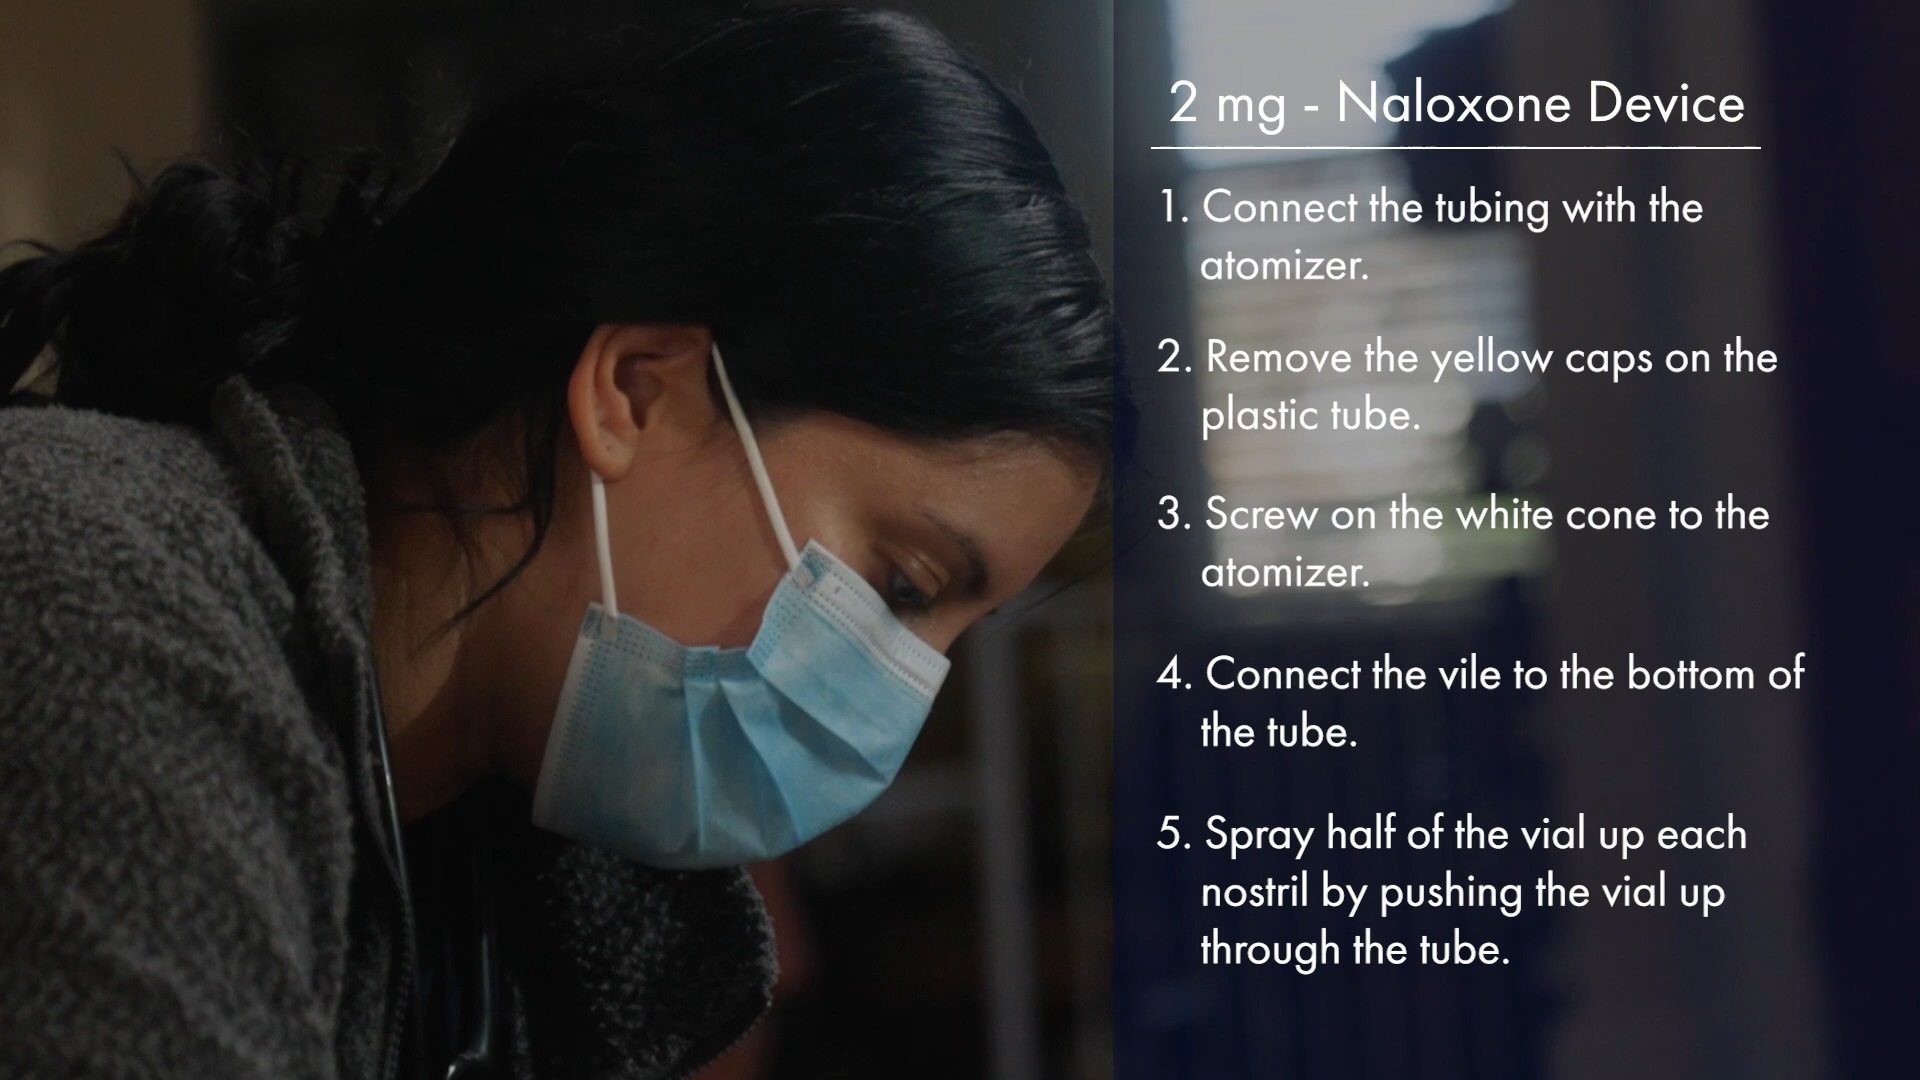 2 mg - Naloxone Device
1. Connect the tubing with the
atomizer.
2. Remove the yellow caps on the
plastic tube.
3. Screw on the white cone to the
atomizer.
4. Connect the vile to the bottom of
the tube.
5. Spray half of the vial up each
nostril by pushing the vial up
through the tube.